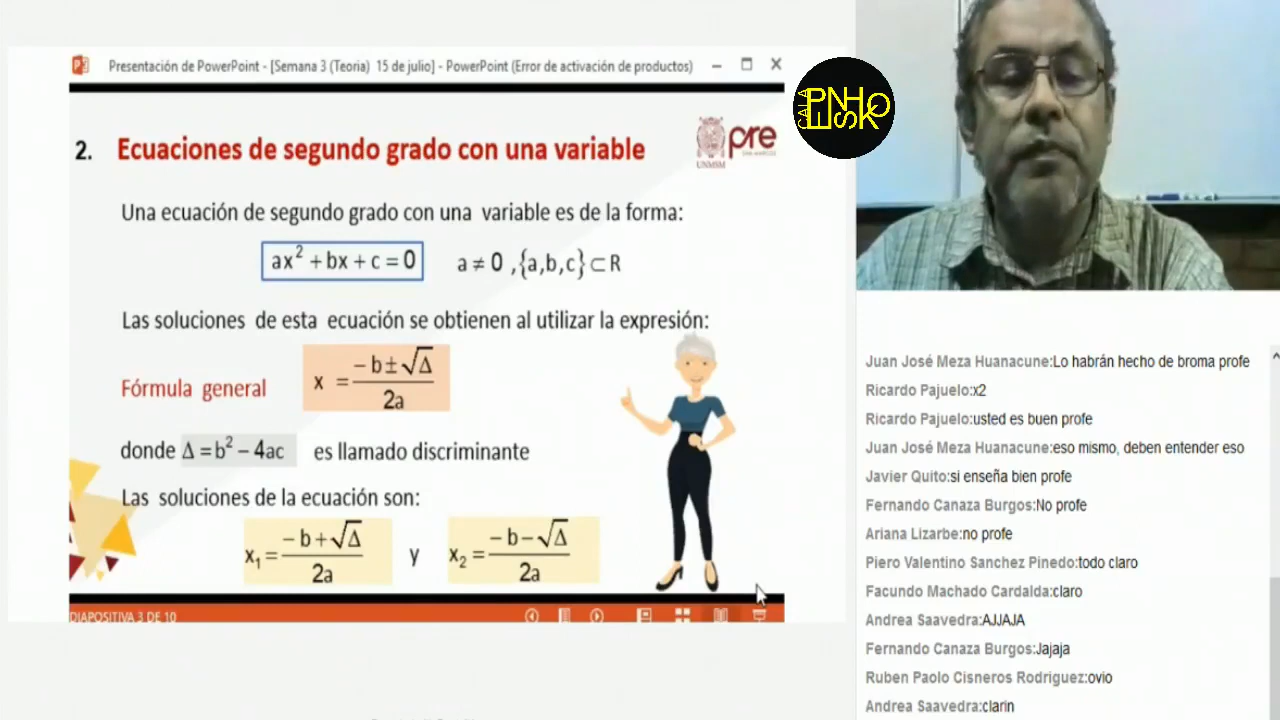 Presentación de PowerPoint - [Semana 3 (Teoria) 15 de julio] - PowerPoint (Error de activación de productos)
2. Ecuaciones de segundo grado con una variable
UNMSM
pre
SAN MARCOS
CALA
PENHSKO
Una ecuación de segundo grado con una variable es de la forma:
ax² + bx + c = 0 a ≠ 0 ,{a,b,c} ⊂ R
Las soluciones de esta ecuación se obtienen al utilizar la expresión:
Fórmula general x = (-b ± √Δ) / 2a
donde Δ = b² - 4ac es llamado discriminante
Las soluciones de la ecuación son:
x₁ = (-b + √Δ) / 2a y x₂ = (-b - √Δ) / 2a
DIAPOSITIVA 3 DE 10
Juan José Meza Huanacune:Lo habrán hecho de broma profe
Ricardo Pajuelo:x2
Ricardo Pajuelo:usted es buen profe
Juan José Meza Huanacune:eso mismo, deben entender eso
Javier Quito:si enseña bien profe
Fernando Canaza Burgos:No profe
Ariana Lizarbe:no profe
Piero Valentino Sanchez Pinedo:todo claro
Facundo Machado Cardalda:claro
Andrea Saavedra:AJJAJA
Fernando Canaza Burgos:Jajaja
Ruben Paolo Cisneros Rodriguez:ovio
Andrea Saavedra:clarin